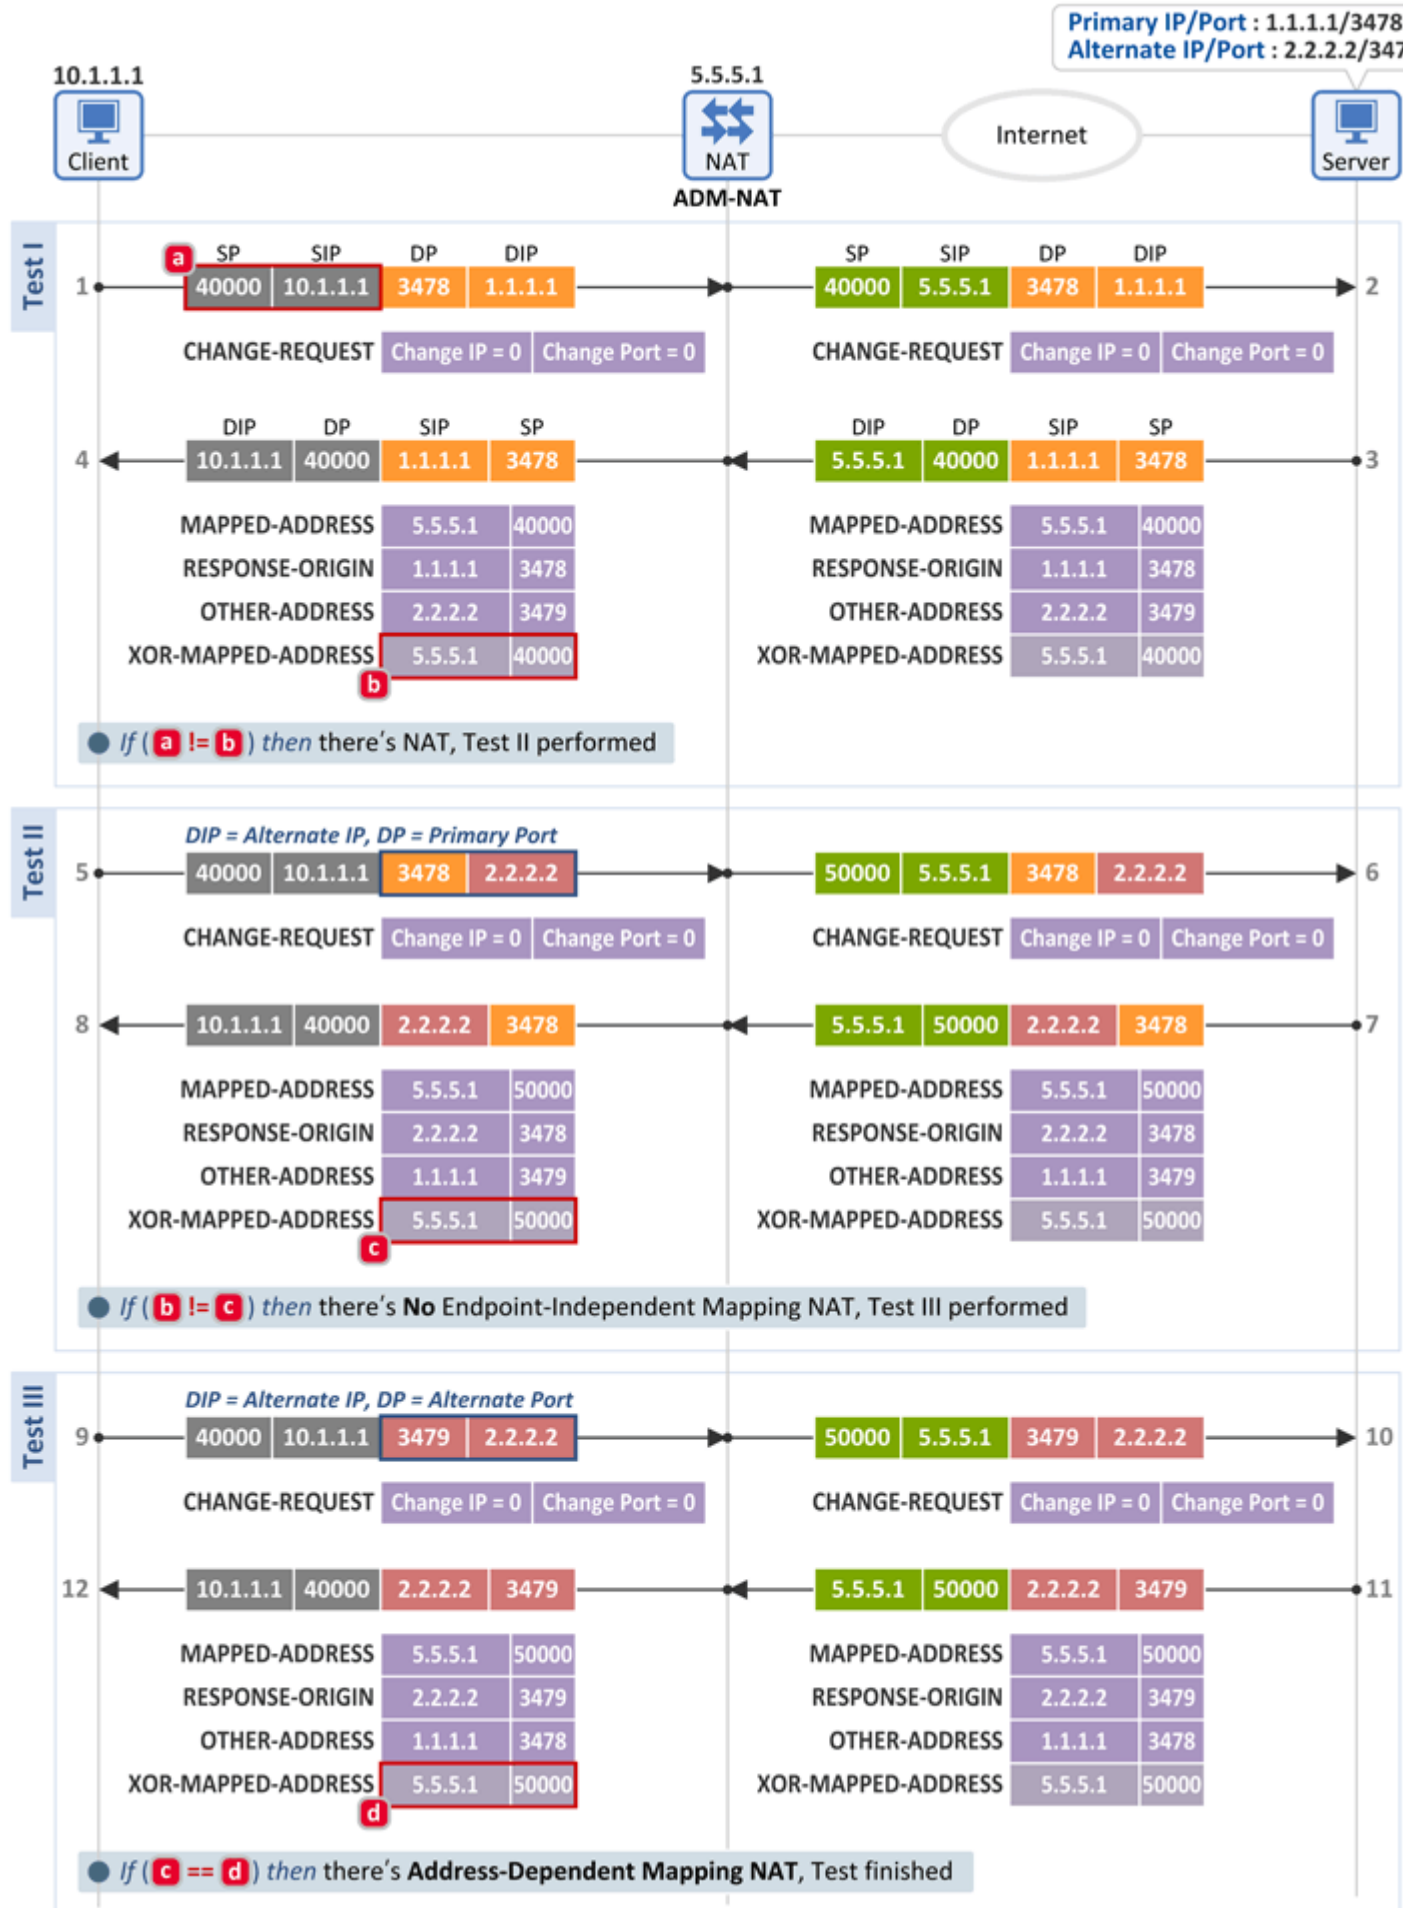 Primary IP/Port : 1.1.1.1/3478
Alternate IP/Port : 2.2.2.2/347
10.1.1.1
5.5.5.1
Client
NAT
Internet
Server
ADM-NAT
Test I
a SP SIP DP DIP SP SIP DP DIP
1 40000 10.1.1.1 3478 1.1.1.1 40000 5.5.5.1 3478 1.1.1.1 2
CHANGE-REQUEST Change IP = 0 Change Port = 0 CHANGE-REQUEST Change IP = 0 Change Port = 0
DIP DP SIP SP DIP DP SIP SP
4 10.1.1.1 40000 1.1.1.1 3478 5.5.5.1 40000 1.1.1.1 3478 3
MAPPED-ADDRESS 5.5.5.1 40000 MAPPED-ADDRESS 5.5.5.1 40000
RESPONSE-ORIGIN 1.1.1.1 3478 RESPONSE-ORIGIN 1.1.1.1 3478
OTHER-ADDRESS 2.2.2.2 3479 OTHER-ADDRESS 2.2.2.2 3479
XOR-MAPPED-ADDRESS 5.5.5.1 40000 XOR-MAPPED-ADDRESS 5.5.5.1 40000
b
If ( a != b ) then there's NAT, Test II performed
Test II
DIP = Alternate IP, DP = Primary Port
5 40000 10.1.1.1 3478 2.2.2.2 50000 5.5.5.1 3478 2.2.2.2 6
CHANGE-REQUEST Change IP = 0 Change Port = 0 CHANGE-REQUEST Change IP = 0 Change Port = 0
8 10.1.1.1 40000 2.2.2.2 3478 5.5.5.1 50000 2.2.2.2 3478 7
MAPPED-ADDRESS 5.5.5.1 50000 MAPPED-ADDRESS 5.5.5.1 50000
RESPONSE-ORIGIN 2.2.2.2 3478 RESPONSE-ORIGIN 2.2.2.2 3478
OTHER-ADDRESS 1.1.1.1 3479 OTHER-ADDRESS 1.1.1.1 3479
XOR-MAPPED-ADDRESS 5.5.5.1 50000 XOR-MAPPED-ADDRESS 5.5.5.1 50000
c
If ( b != c ) then there's No Endpoint-Independent Mapping NAT, Test III performed
Test III
DIP = Alternate IP, DP = Alternate Port
9 40000 10.1.1.1 3479 2.2.2.2 50000 5.5.5.1 3479 2.2.2.2 10
CHANGE-REQUEST Change IP = 0 Change Port = 0 CHANGE-REQUEST Change IP = 0 Change Port = 0
12 10.1.1.1 40000 2.2.2.2 3479 5.5.5.1 50000 2.2.2.2 3479 11
MAPPED-ADDRESS 5.5.5.1 50000 MAPPED-ADDRESS 5.5.5.1 50000
RESPONSE-ORIGIN 2.2.2.2 3479 RESPONSE-ORIGIN 2.2.2.2 3479
OTHER-ADDRESS 1.1.1.1 3478 OTHER-ADDRESS 1.1.1.1 3478
XOR-MAPPED-ADDRESS 5.5.5.1 50000 XOR-MAPPED-ADDRESS 5.5.5.1 50000
d
If ( c == d ) then there's Address-Dependent Mapping NAT, Test finished